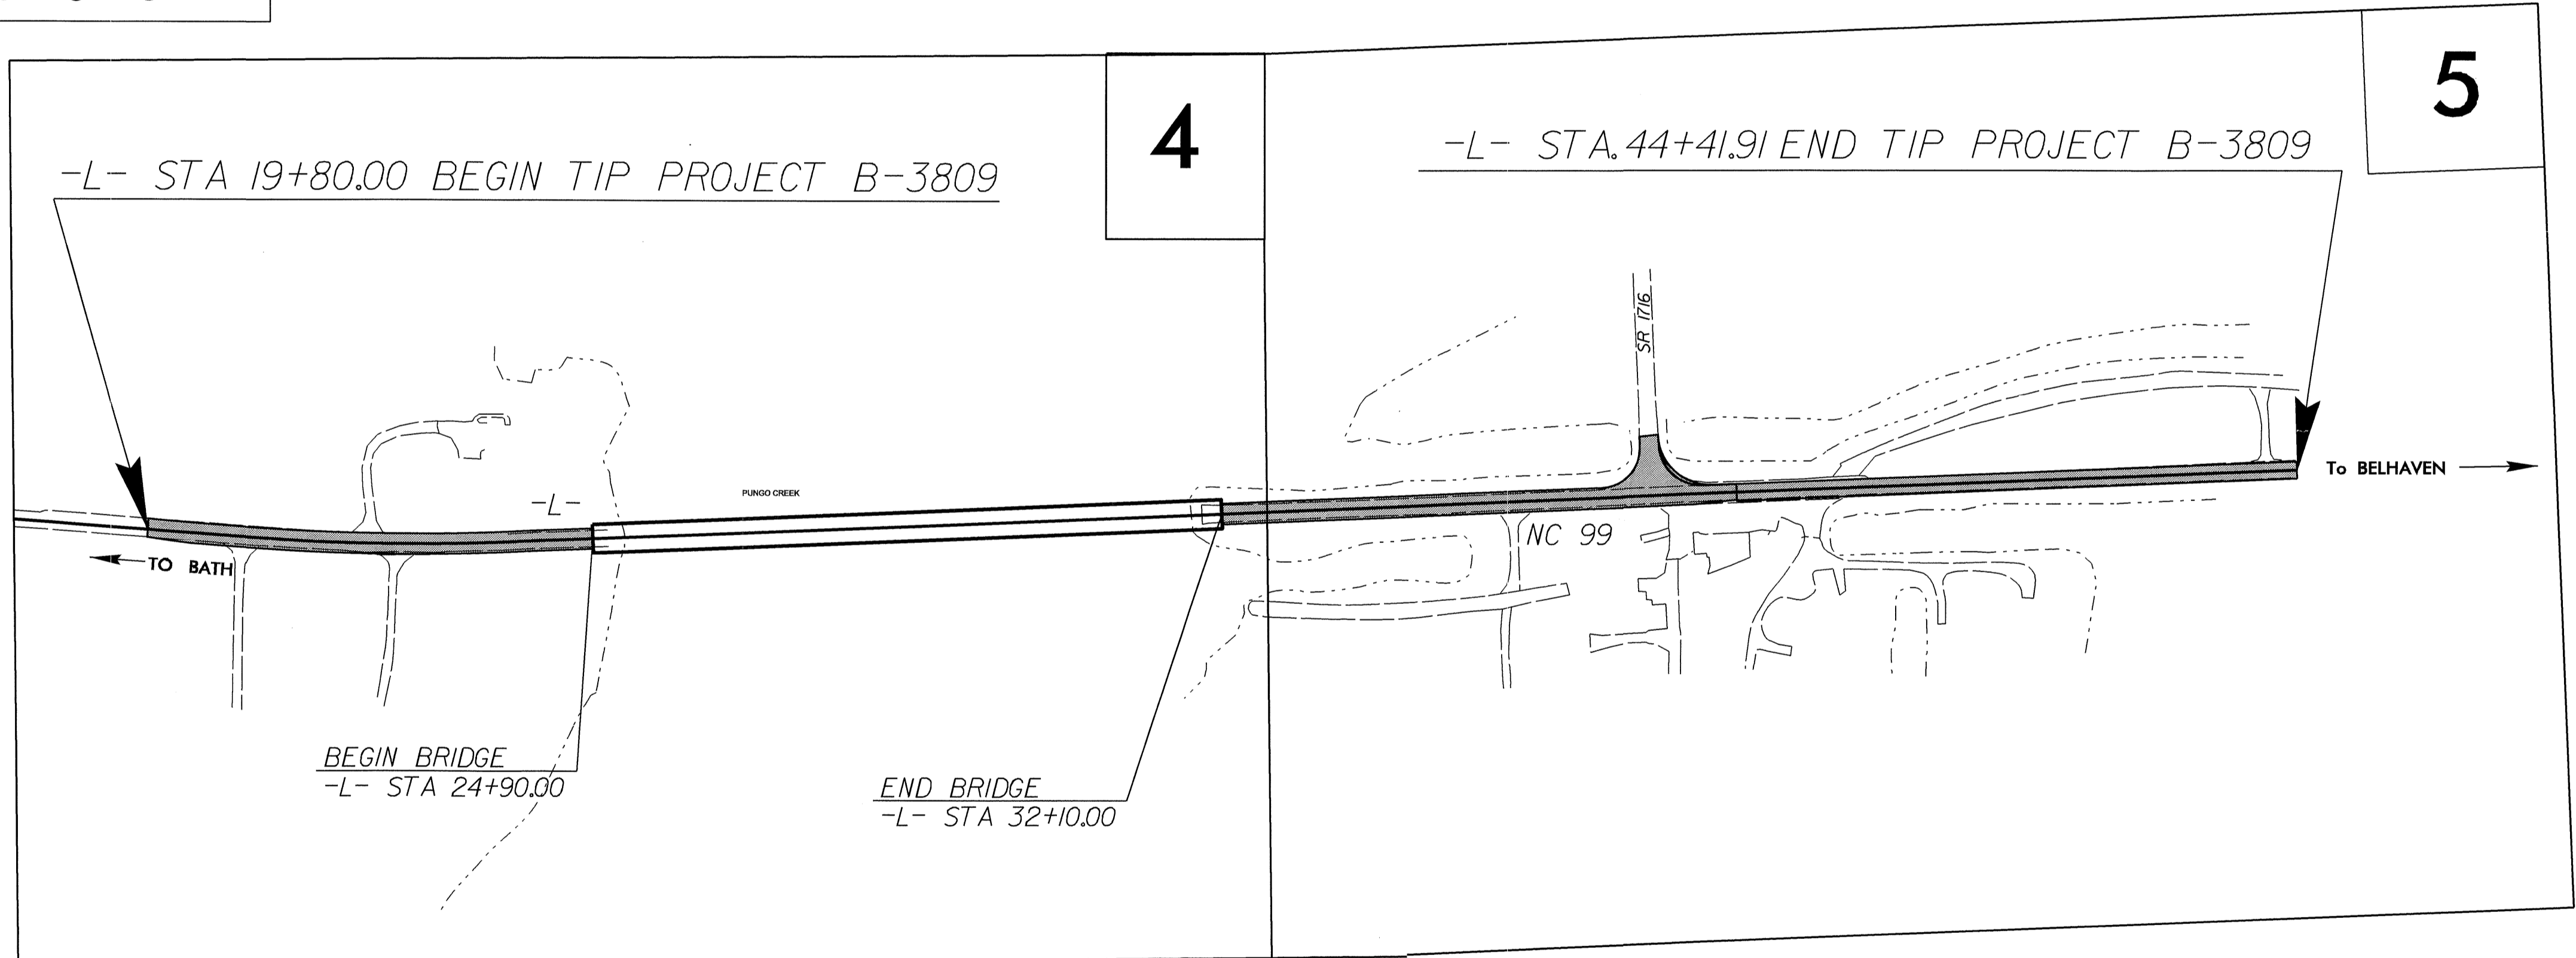 4
5
-L- STA 19+80.00 BEGIN TIP PROJECT B-3809
-L- STA. 44+41.91 END TIP PROJECT B-3809
SR 1716
To BELHAVEN
-L-
PUNGO CREEK
NC 99
TO BATH
BEGIN BRIDGE
-L- STA 24+90.00
END BRIDGE
-L- STA 32+10.00